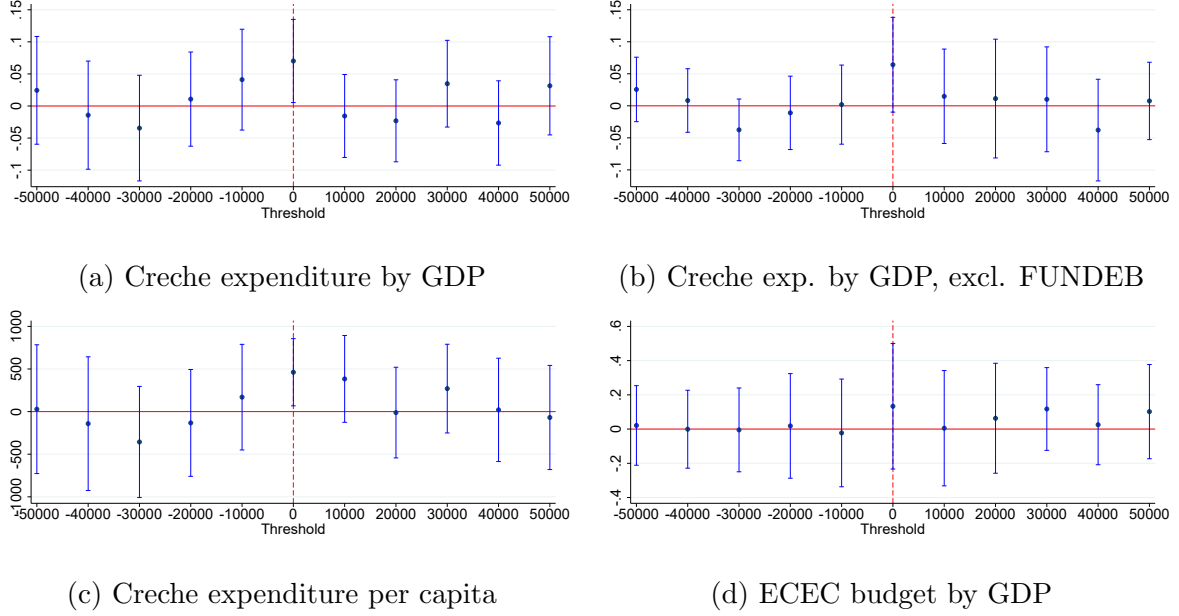 .15
.1
.05
0
-.05
-.1
-50000 -40000 -30000 -20000 -10000 0 10000 20000 30000 40000 50000
Threshold
(a) Creche expenditure by GDP
.15
.1
.05
0
-.05
-.1
-50000 -40000 -30000 -20000 -10000 0 10000 20000 30000 40000 50000
Threshold
(b) Creche exp. by GDP, excl. FUNDEB
1000
500
0
-500
-1000
-50000 -40000 -30000 -20000 -10000 0 10000 20000 30000 40000 50000
Threshold
(c) Creche expenditure per capita
.6
.4
.2
0
-.2
-.4
-50000 -40000 -30000 -20000 -10000 0 10000 20000 30000 40000 50000
Threshold
(d) ECEC budget by GDP